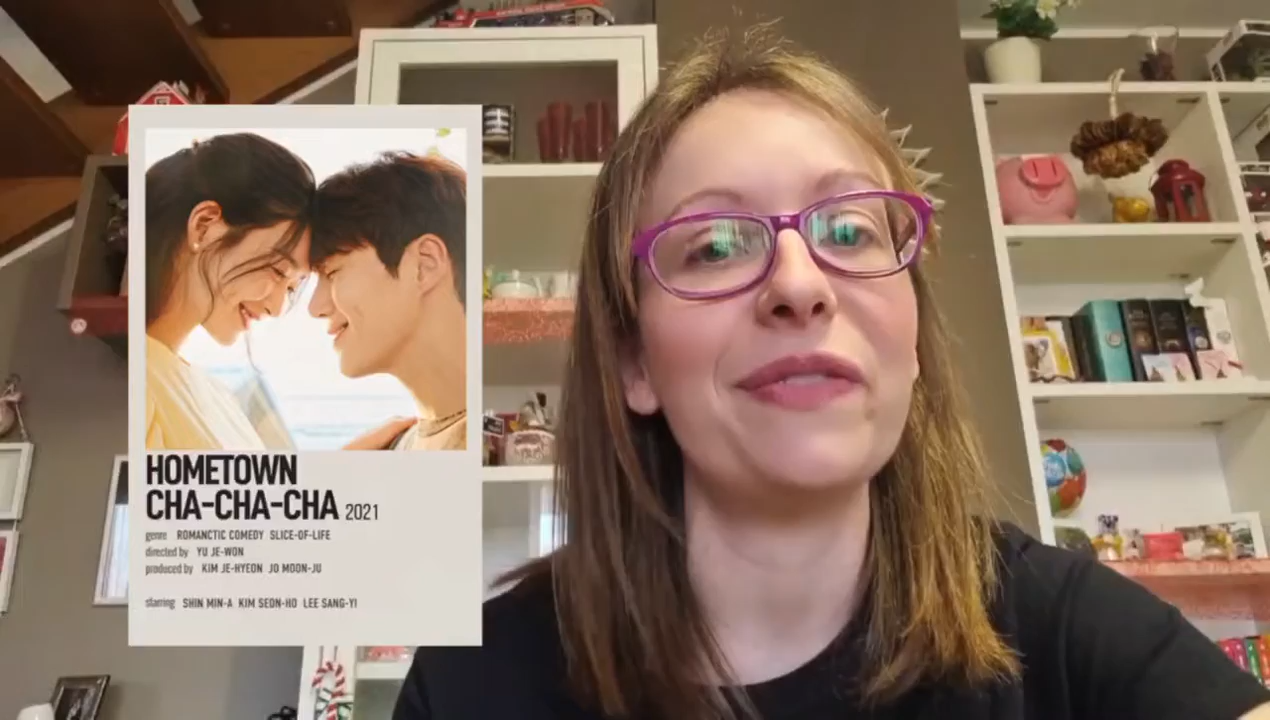 HOMETOWN
CHA-CHA-CHA 2021
genre ROMANCTIC COMEDY SLICE-OF-LIFE
directed by YU JE-WON
produced by KIM JE-HYEON JO MOON-JU
starring SHIN MIN-A KIM SEON-HO LEE SANG-YI